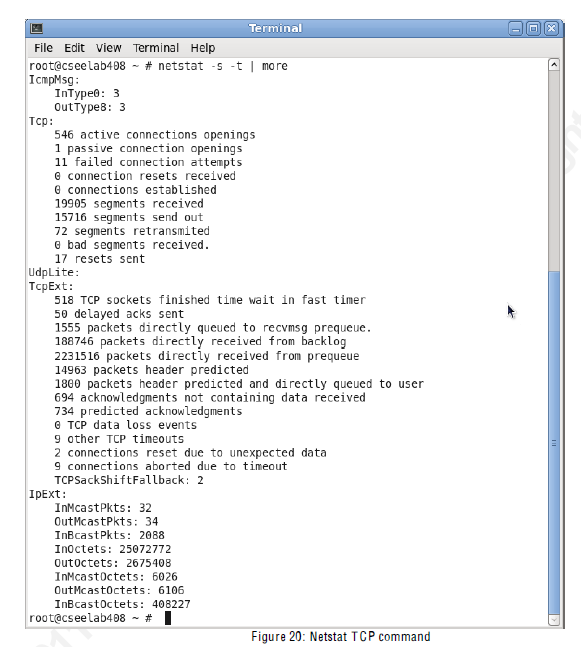 Terminal
File Edit View Terminal Help
root@cseelab408 ~ # netstat -s -t | more
IcmpMsg:
InType0: 3
OutType8: 3
Tcp:
546 active connections openings
1 passive connection openings
11 failed connection attempts
0 connection resets received
0 connections established
19905 segments received
15716 segments send out
72 segments retransmited
0 bad segments received.
17 resets sent
UdpLite:
TcpExt:
518 TCP sockets finished time wait in fast timer
50 delayed acks sent
1555 packets directly queued to recvmsg prequeue.
188746 packets directly received from backlog
2231516 packets directly received from prequeue
14963 packets header predicted
1800 packets header predicted and directly queued to user
694 acknowledgments not containing data received
734 predicted acknowledgments
0 TCP data loss events
9 other TCP timeouts
2 connections reset due to unexpected data
9 connections aborted due to timeout
TCPSackShiftFallback: 2
IpExt:
InMcastPkts: 32
OutMcastPkts: 34
InBcastPkts: 2088
InOctets: 25072772
OutOctets: 2675408
InMcastOctets: 6026
OutMcastOctets: 6106
InBcastOctets: 408227
root@cseelab408 ~ #
Figure 20: Netstat TCP command